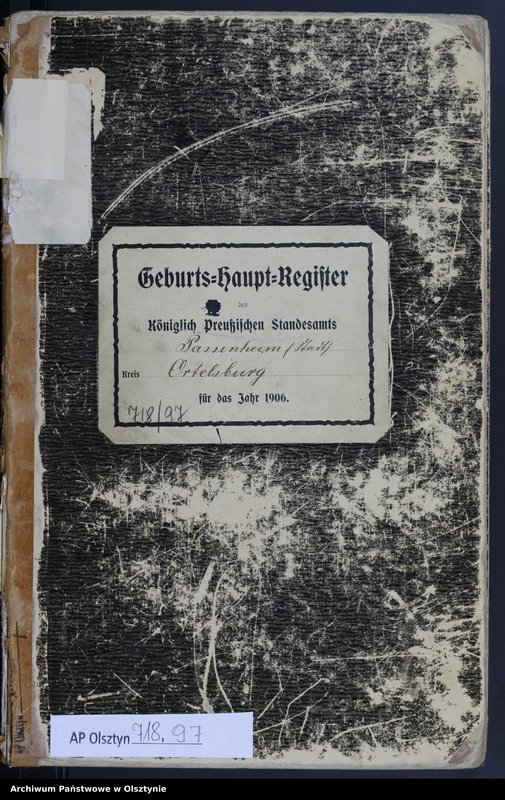 Geburts=Haupt=Register
des
Königlich Preußischen Standesamts
Passenheim (Stadt)
Kreis Ortelsburg
für das Jahr 1906.
718/97
AP Olsztyn 718.97
Archiwum Państwowe w Olsztynie